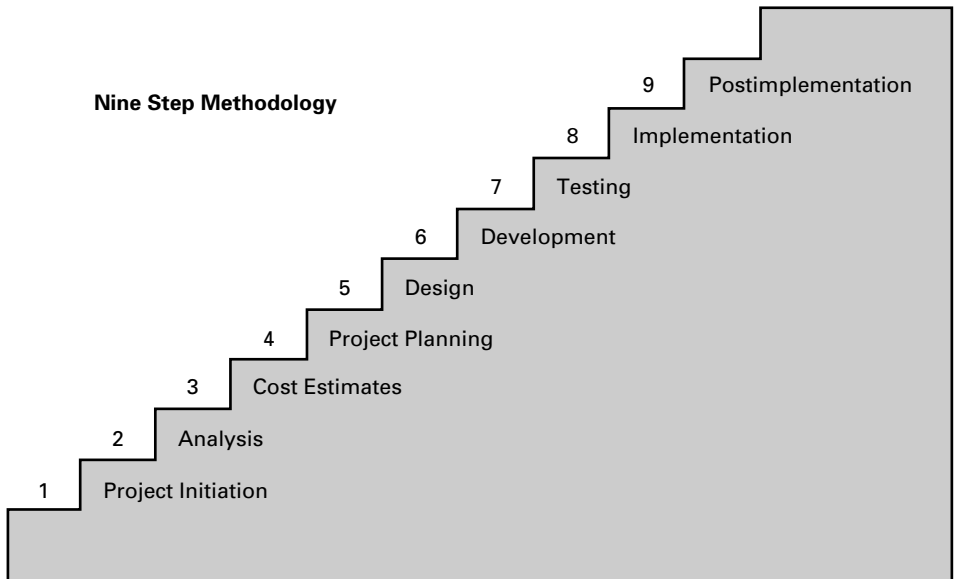 Nine Step Methodology
9 Postimplementation
8 Implementation
7 Testing
6 Development
5 Design
4 Project Planning
3 Cost Estimates
2 Analysis
1 Project Initiation